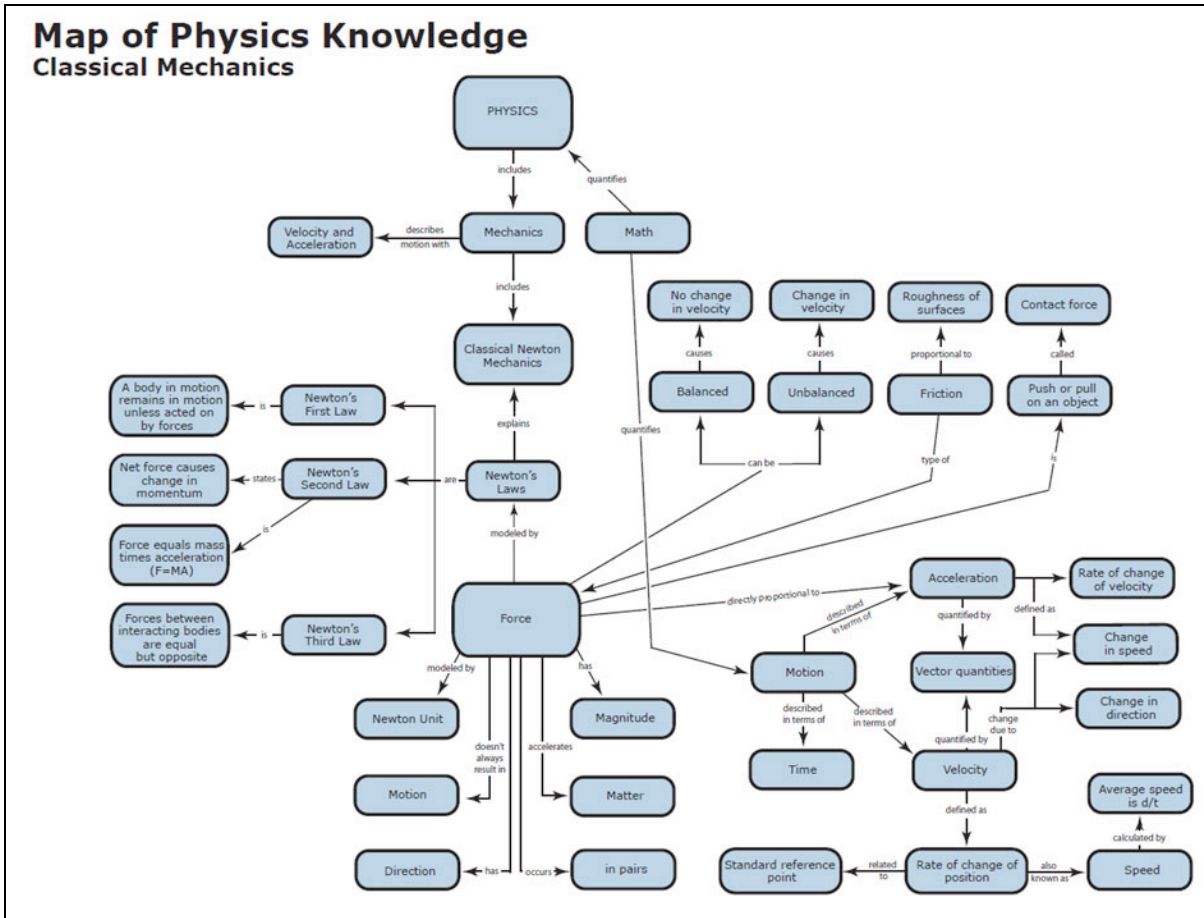 Map of Physics Knowledge
Classical Mechanics
PHYSICS
includes
quantifies
Velocity and
Acceleration
describes
motion with
Mechanics
Math
includes
No change
in velocity
Change in
velocity
Roughness of
surfaces
Contact force
Classical Newton
Mechanics
causes
causes
proportional to
called
A body in motion
remains in motion
unless acted on
by forces
is
Newton's
First Law
explains
quantifies
Balanced
Unbalanced
Friction
Push or pull
on an object
can be
type of
is
Net force causes
change in
momentum
states
Newton's
Second Law
are
Newton's
Laws
is
modeled by
Force equals mass
times acceleration
(F=MA)
Force
directly proportional to
Acceleration
Rate of change
of velocity
described
in terms of
quantified by
defined as
Forces between
interacting bodies
are equal
but opposite
is
Newton's
Third Law
Change
in speed
modeled by
has
Motion
Vector quantities
Newton Unit
Magnitude
described
in terms of
described
in terms of
quantified by
change
due to
Change in
direction
doesn't
always
result in
accelerates
Time
Velocity
Motion
Matter
defined as
Average speed
is d/t
calculated by
Direction
has
occurs
in pairs
Standard reference
point
related
to
Rate of change of
position
also
known as
Speed